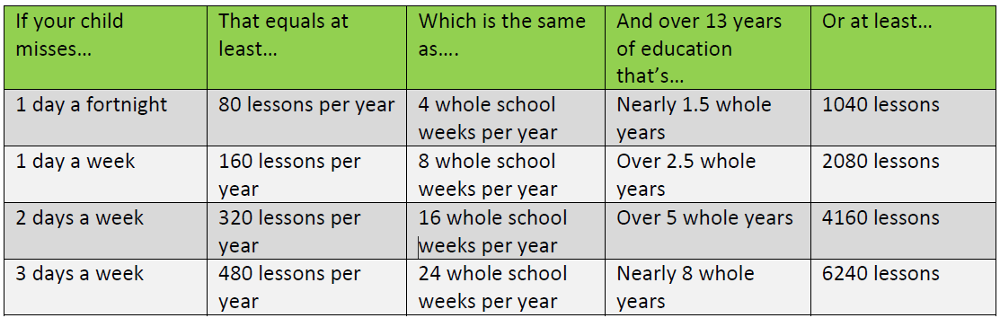 If your child
misses…
That equals at
least…
Which is the same
as….
And over 13 years
of education
that’s…
Or at least…
1 day a fortnight
80 lessons per year
4 whole school
weeks per year
Nearly 1.5 whole
years
1040 lessons
1 day a week
160 lessons per
year
8 whole school
weeks per year
Over 2.5 whole
years
2080 lessons
2 days a week
320 lessons per
year
16 whole school
weeks per year
Over 5 whole years
4160 lessons
3 days a week
480 lessons per
year
24 whole school
weeks per year
Nearly 8 whole
years
6240 lessons